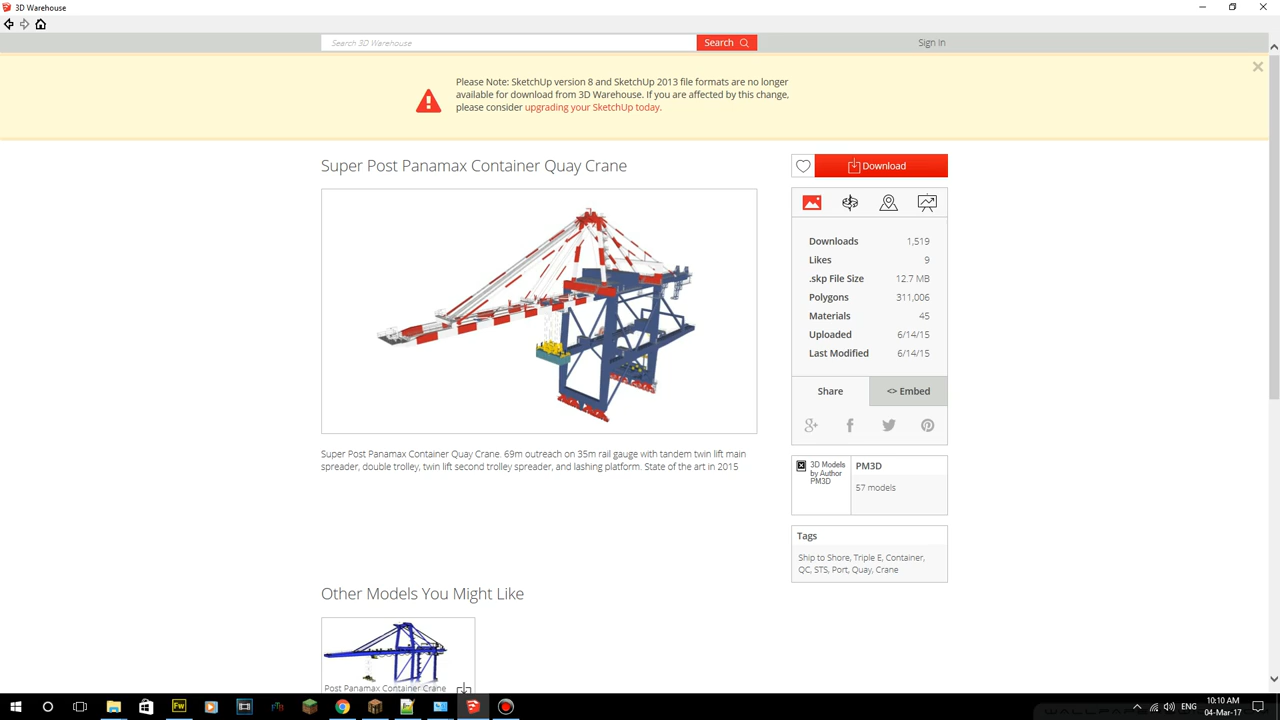 3D Warehouse
Search 3D Warehouse
Search
Sign In
Please Note: SketchUp version 8 and SketchUp 2013 file formats are no longer
available for download from 3D Warehouse. If you are affected by this change,
please consider upgrading your SketchUp today.
Super Post Panamax Container Quay Crane
Download
Downloads 1,519
Likes 9
.skp File Size 12.7 MB
Polygons 311,006
Materials 45
Uploaded 6/14/15
Last Modified 6/14/15
Share
<> Embed
Super Post Panamax Container Quay Crane. 69m outreach on 35m rail gauge with tandem twin lift main
spreader, double trolley, twin lift second trolley spreader, and lashing platform. State of the art in 2015
3D Models
by Author
PM3D
PM3D
57 models
Tags
Ship to Shore, Triple E, Container,
QC, STS, Port, Quay, Crane
Other Models You Might Like
Post Panamax Container Crane
Fw
ENG
10:10 AM
04-Mar-17